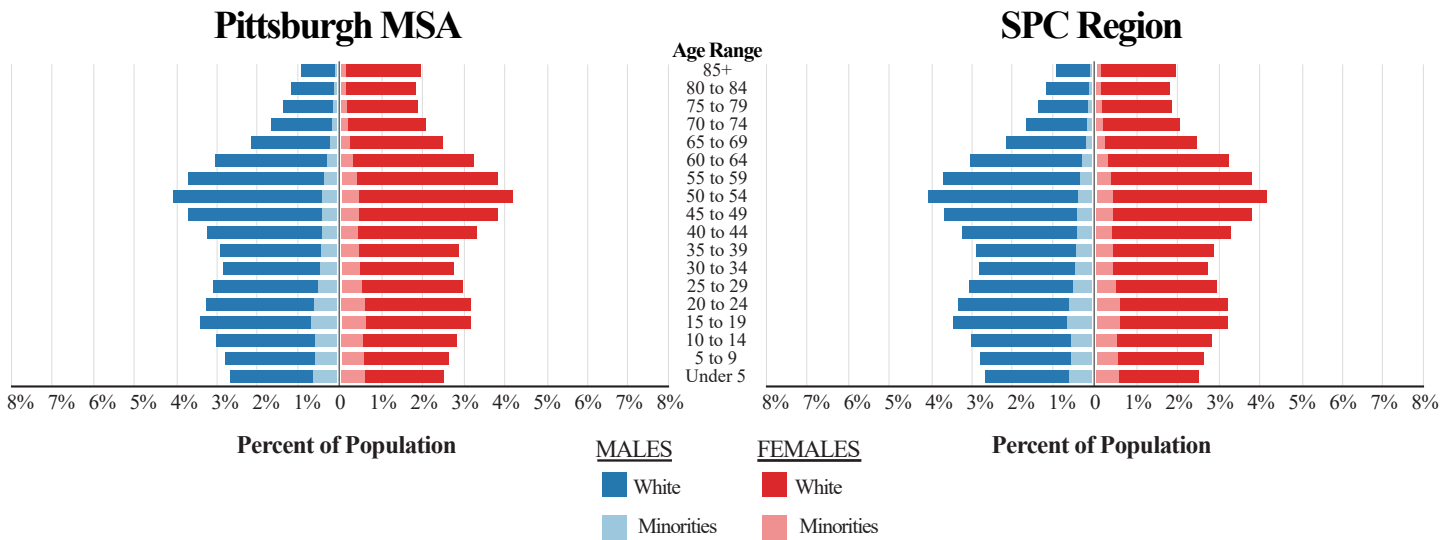 Pittsburgh MSA
SPC Region
Age Range
85+
80 to 84
75 to 79
70 to 74
65 to 69
60 to 64
55 to 59
50 to 54
45 to 49
40 to 44
35 to 39
30 to 34
25 to 29
20 to 24
15 to 19
10 to 14
5 to 9
Under 5
8% 7% 6% 5% 4% 3% 2% 1% 0 1% 2% 3% 4% 5% 6% 7% 8%
8% 7% 6% 5% 4% 3% 2% 1% 0 1% 2% 3% 4% 5% 6% 7% 8%
Percent of Population
Percent of Population
MALES
White
Minorities
FEMALES
White
Minorities